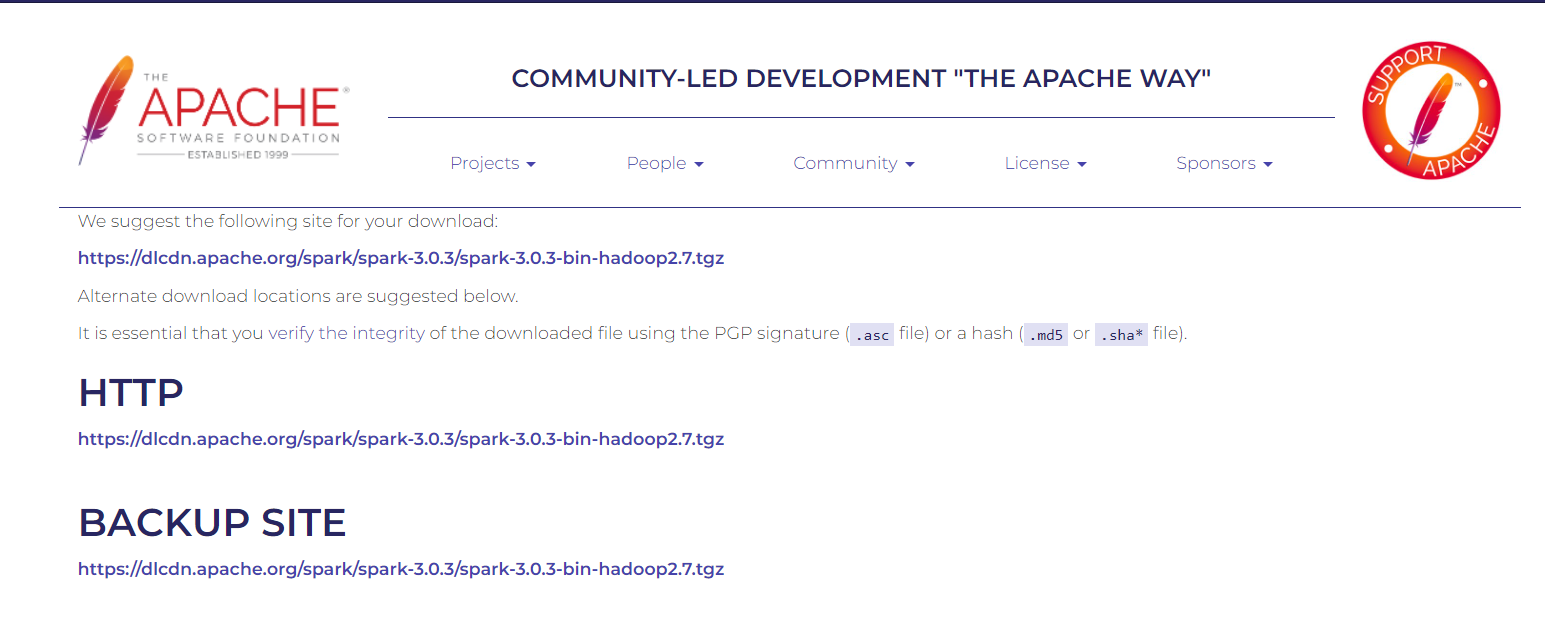 THE
APACHE®
SOFTWARE FOUNDATION
ESTABLISHED 1999
COMMUNITY-LED DEVELOPMENT "THE APACHE WAY"
SUPPORT
APACHE
™
Projects
People
Community
License
Sponsors
We suggest the following site for your download:
https://dlcdn.apache.org/spark/spark-3.0.3/spark-3.0.3-bin-hadoop2.7.tgz
Alternate download locations are suggested below.
It is essential that you verify the integrity of the downloaded file using the PGP signature ( .asc file) or a hash ( .md5 or .sha* file).
HTTP
https://dlcdn.apache.org/spark/spark-3.0.3/spark-3.0.3-bin-hadoop2.7.tgz
BACKUP SITE
https://dlcdn.apache.org/spark/spark-3.0.3/spark-3.0.3-bin-hadoop2.7.tgz